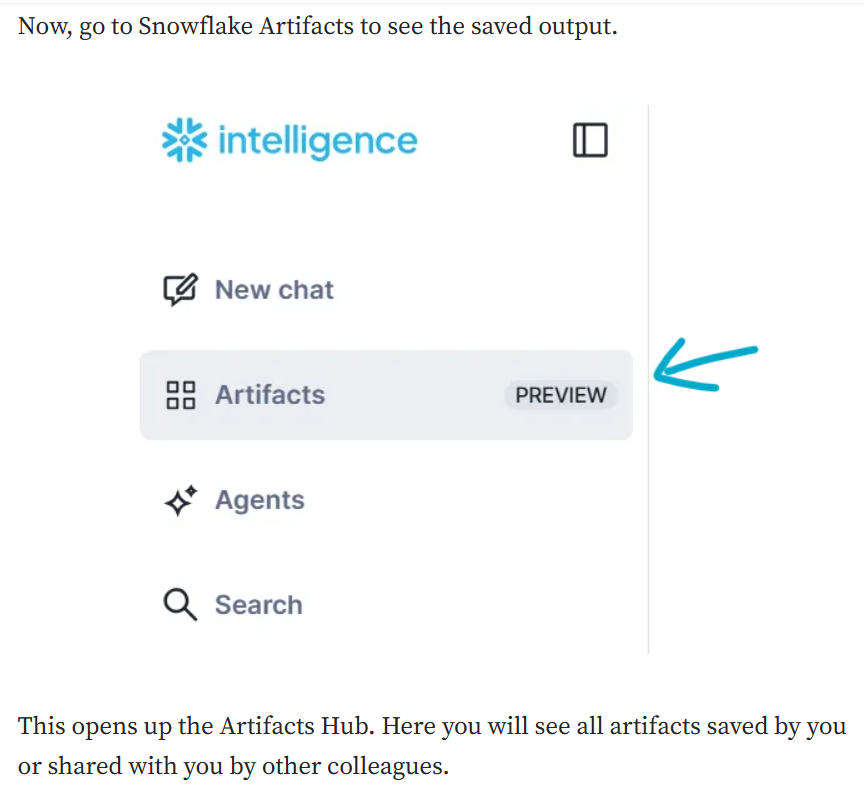 Now, go to Snowflake Artifacts to see the saved output.
intelligence
New chat
Artifacts PREVIEW
Agents
Search
This opens up the Artifacts Hub. Here you will see all artifacts saved by you
or shared with you by other colleagues.